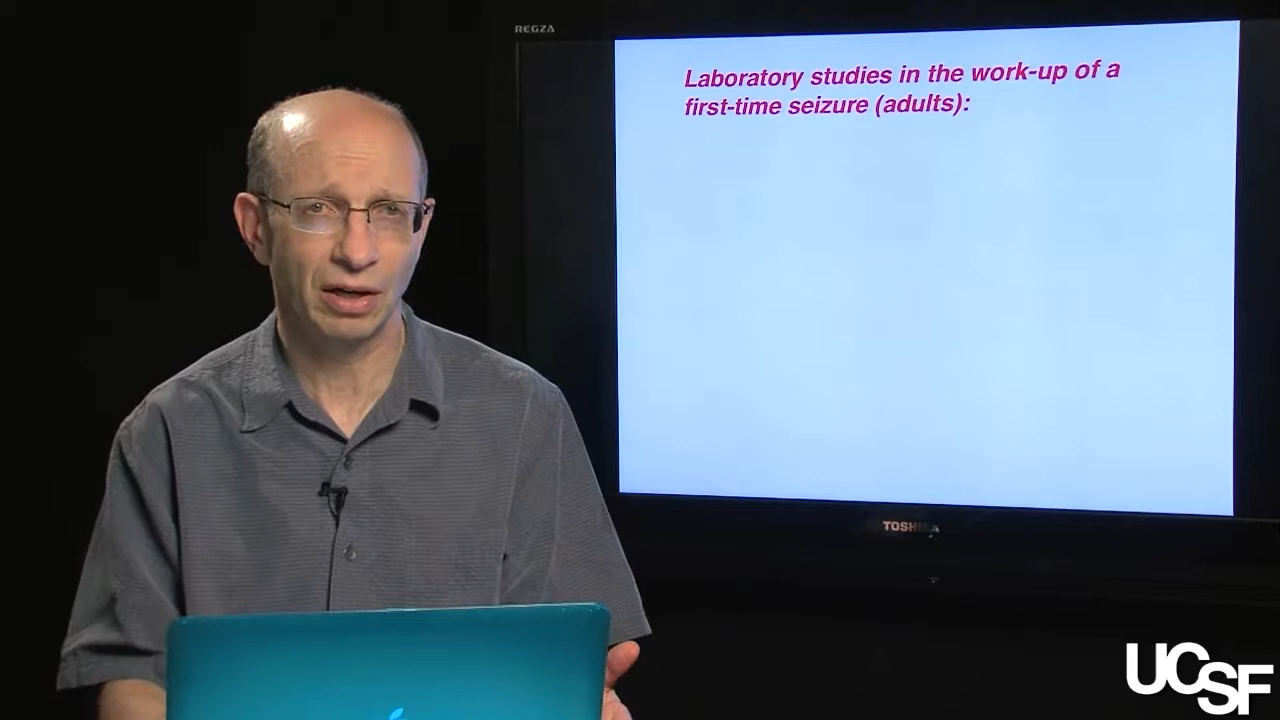 REGZA
Laboratory studies in the work-up of a
first-time seizure (adults):
TOSHIBA
UCSF